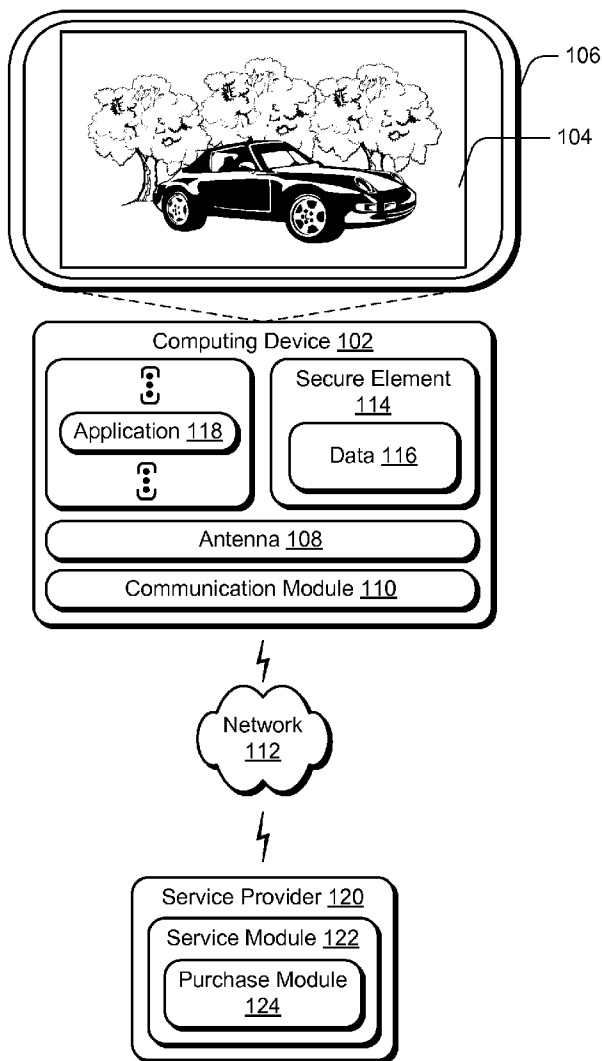 106
104
Computing Device 102
Secure Element
114
Application 118
Data 116
Antenna 108
Communication Module 110
Network
112
Service Provider 120
Service Module 122
Purchase Module
124